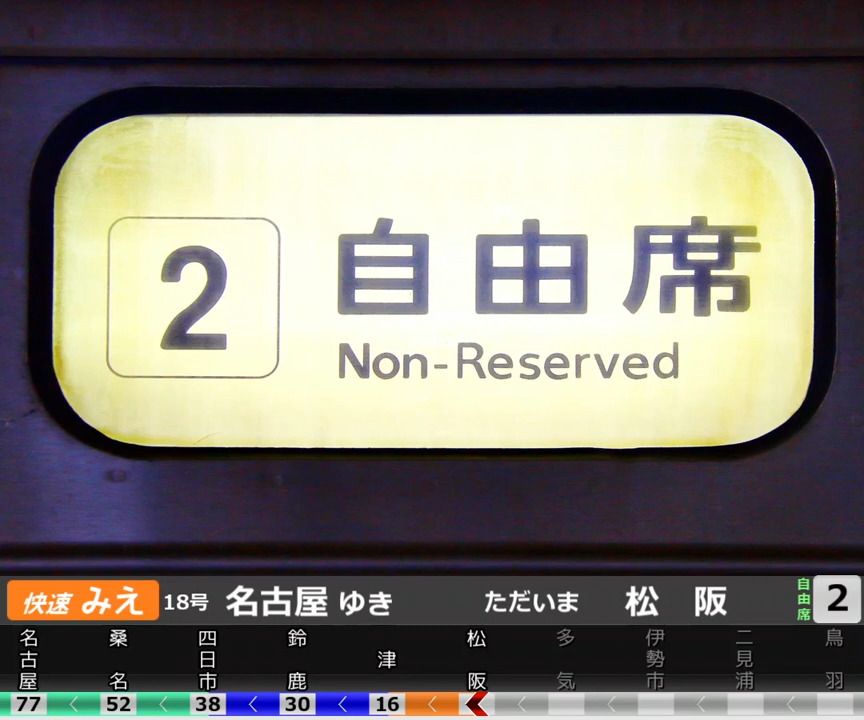 2 自由席
Non-Reserved
快速 みえ 18号 名古屋 ゆき ただいま 松阪 自由席 2
名古屋 桑名 四日市 鈴鹿 津 松阪 多気 伊勢市 二見浦 鳥羽
77 52 38 30 16